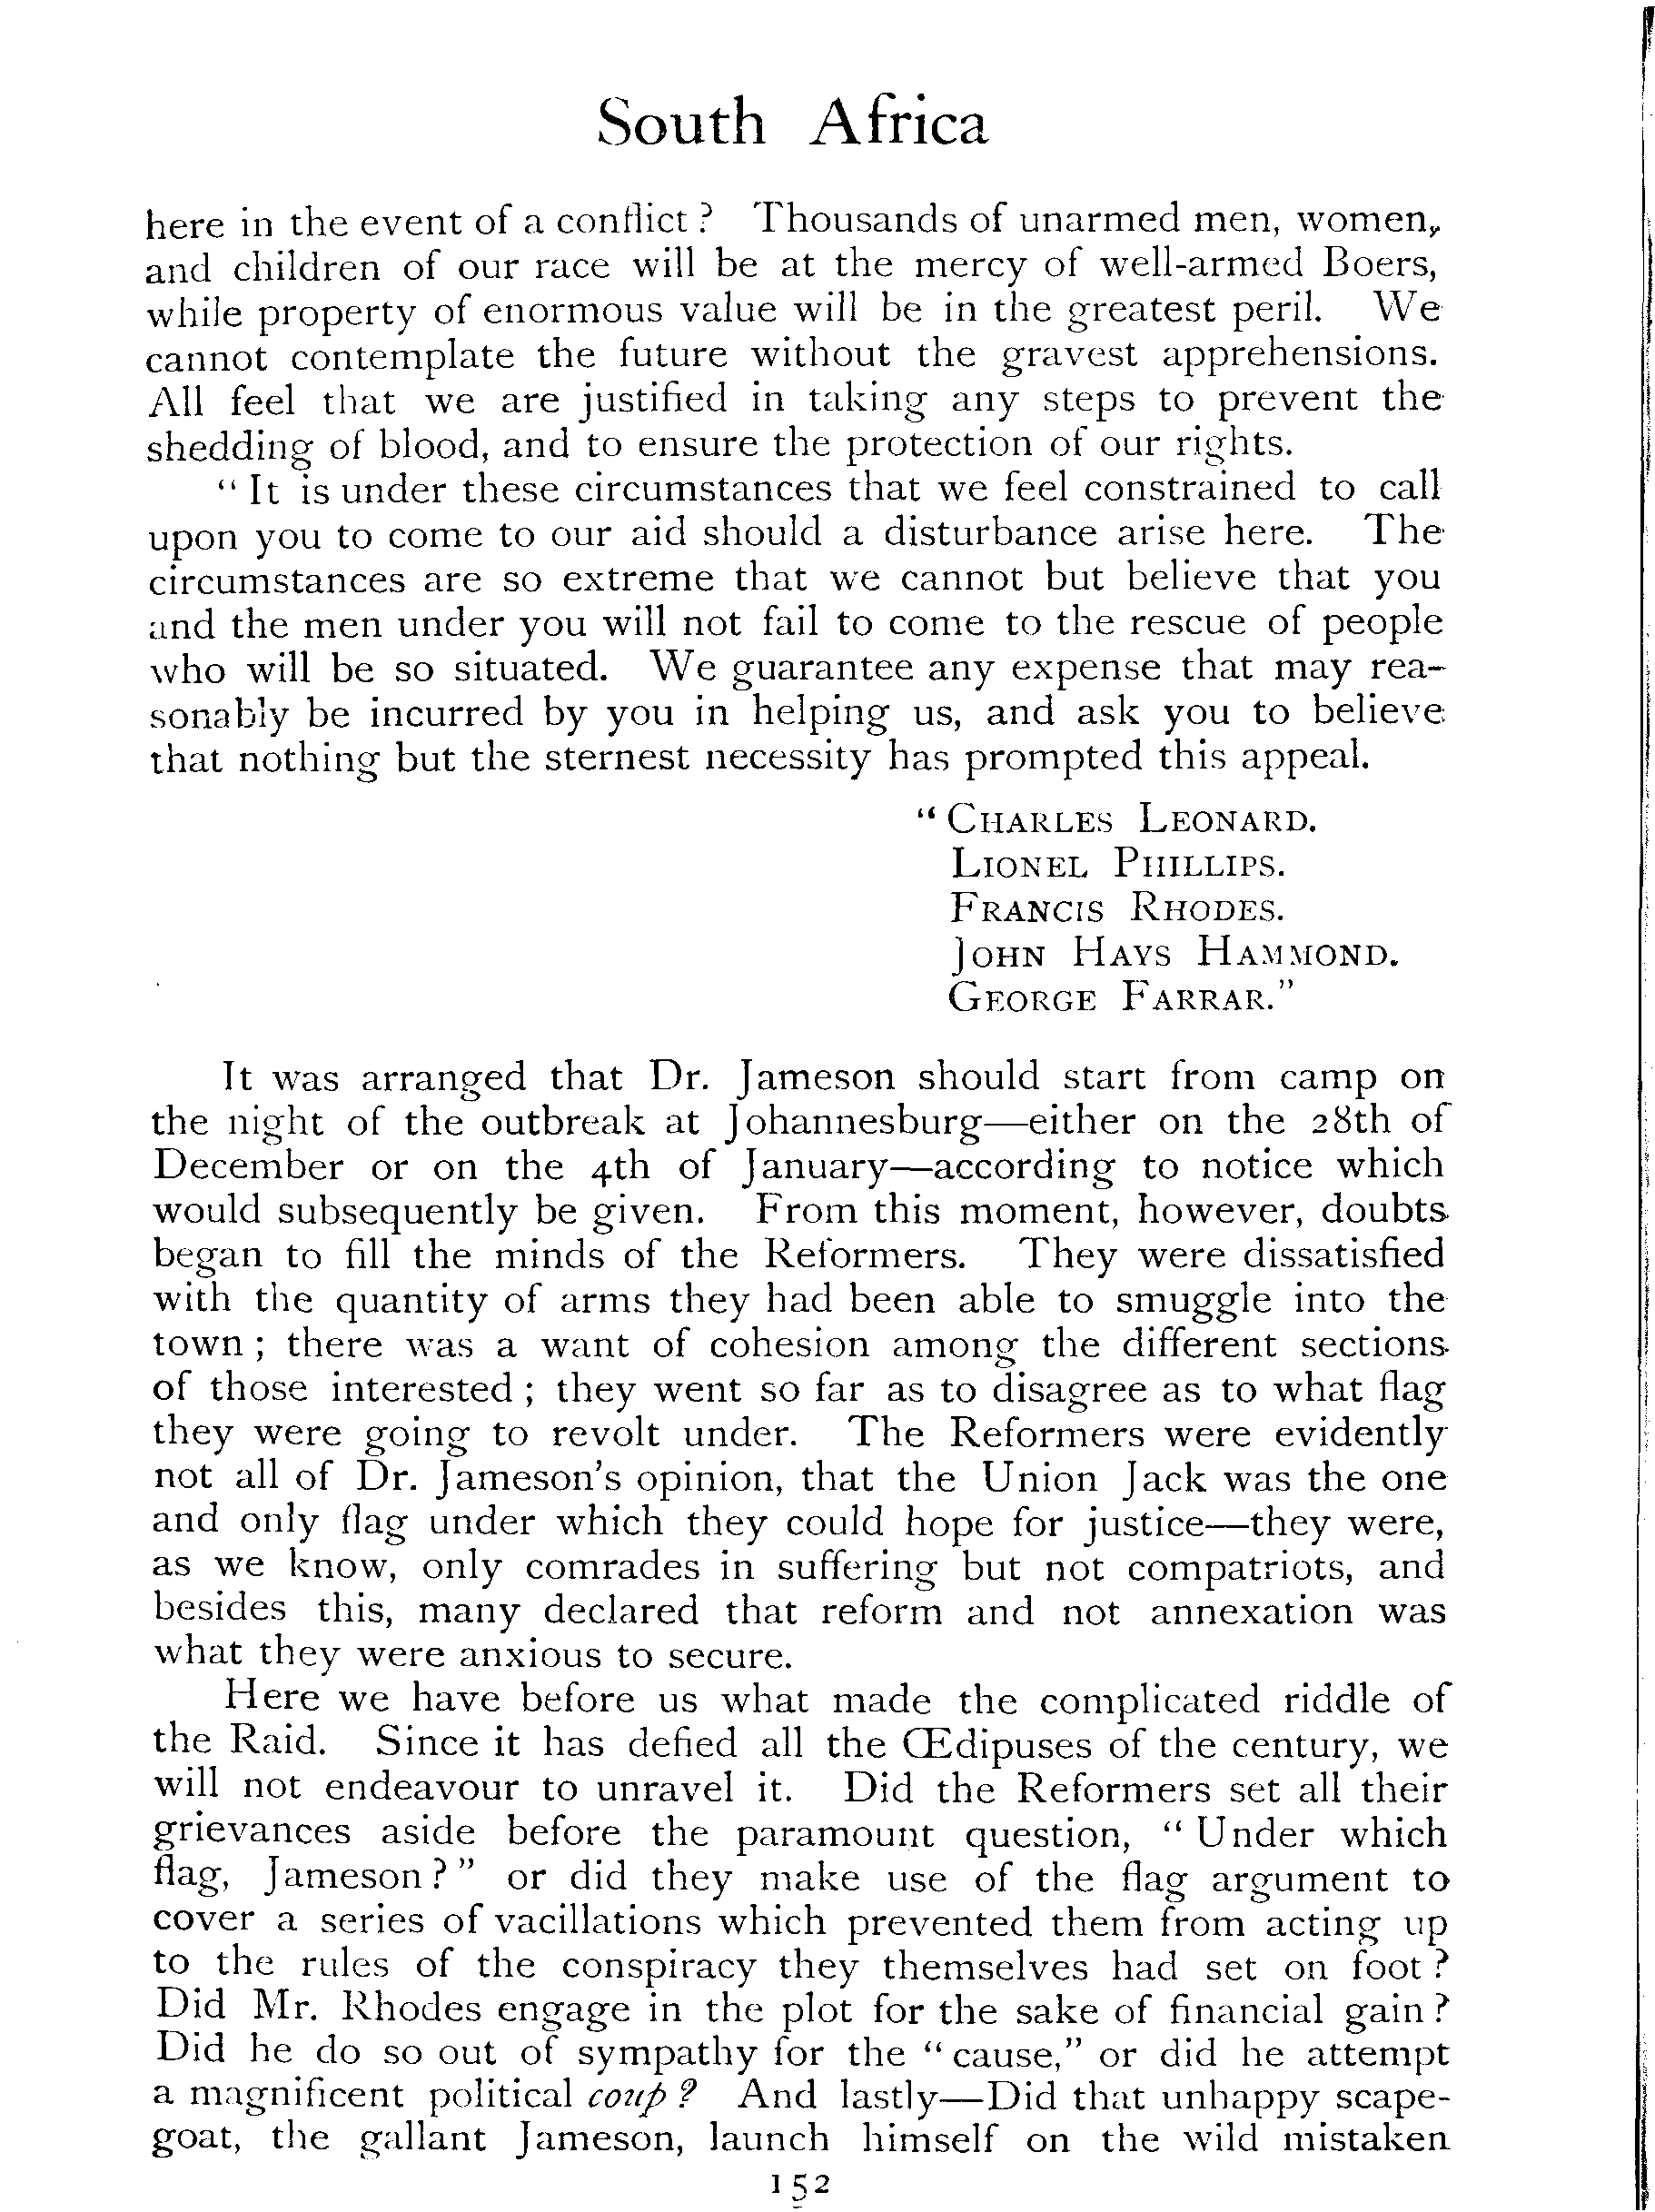 South Africa
here in the event of a conflict ? Thousands of unarmed men, women,
and children of our race will be at the mercy of well-armed Boers,
while property of enormous value will be in the greatest peril. We
cannot contemplate the future without the gravest apprehensions.
All feel that we are justified in taking any steps to prevent the
shedding of blood, and to ensure the protection of our rights.
“ It is under these circumstances that we feel constrained to call
upon you to come to our aid should a disturbance arise here. The
circumstances are so extreme that we cannot but believe that you
and the men under you will not fail to come to the rescue of people
who will be so situated. We guarantee any expense that may rea-
sonably be incurred by you in helping us, and ask you to believe
that nothing but the sternest necessity has prompted this appeal.
“ CHARLES LEONARD.
LIONEL PHILLIPS.
FRANCIS RHODES.
JOHN HAYS HAMMOND.
GEORGE FARRAR.”
It was arranged that Dr. Jameson should start from camp on
the night of the outbreak at Johannesburg—either on the 28th of
December or on the 4th of January—according to notice which
would subsequently be given. From this moment, however, doubts
began to fill the minds of the Reformers. They were dissatisfied
with the quantity of arms they had been able to smuggle into the
town ; there was a want of cohesion among the different sections
of those interested ; they went so far as to disagree as to what flag
they were going to revolt under. The Reformers were evidently
not all of Dr. Jameson’s opinion, that the Union Jack was the one
and only flag under which they could hope for justice—they were,
as we know, only comrades in suffering but not compatriots, and
besides this, many declared that reform and not annexation was
what they were anxious to secure.
Here we have before us what made the complicated riddle of
the Raid. Since it has defied all the Œdipuses of the century, we
will not endeavour to unravel it. Did the Reformers set all their
grievances aside before the paramount question, “ Under which
flag, Jameson ? ” or did they make use of the flag argument to
cover a series of vacillations which prevented them from acting up
to the rules of the conspiracy they themselves had set on foot ?
Did Mr. Rhodes engage in the plot for the sake of financial gain ?
Did he do so out of sympathy for the “ cause,” or did he attempt
a magnificent political coup ? And lastly—Did that unhappy scape-
goat, the gallant Jameson, launch himself on the wild mistaken
152